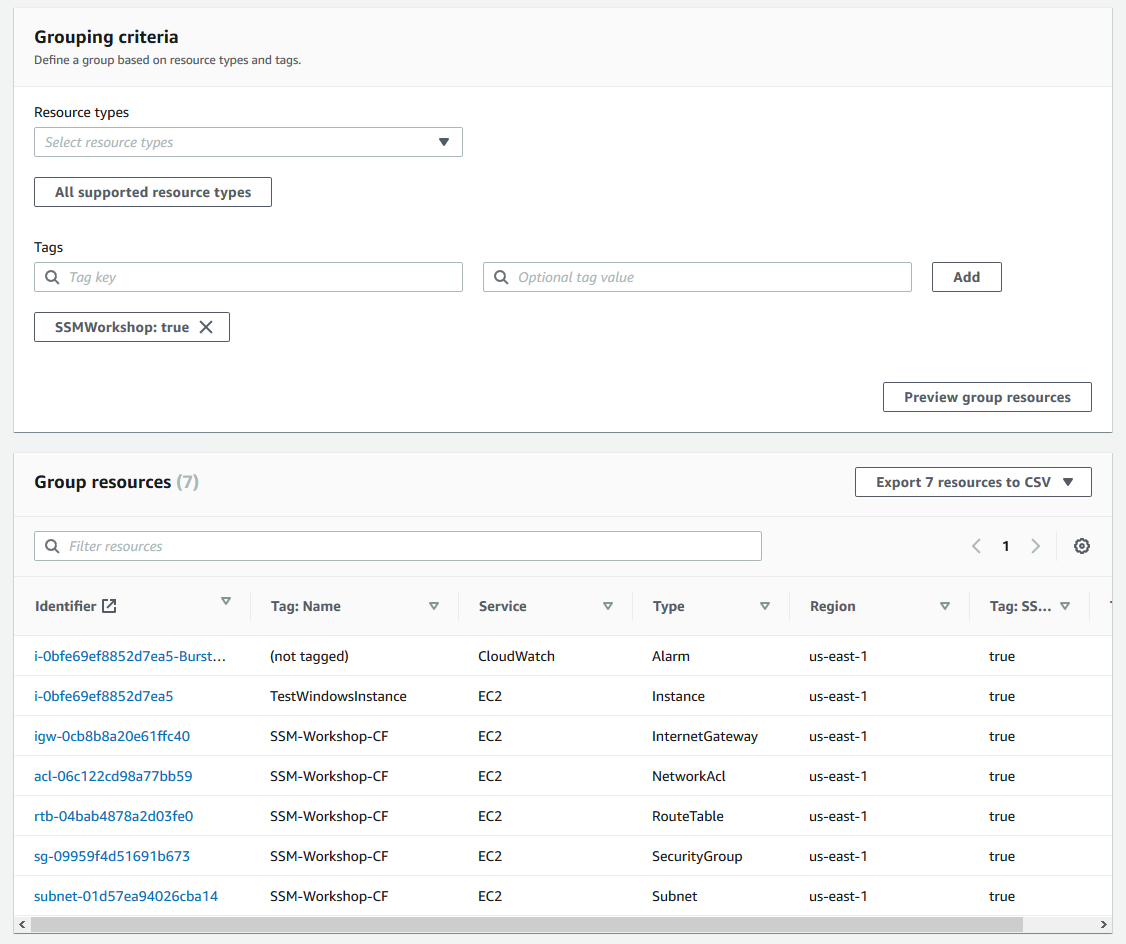 Grouping criteria
Define a group based on resource types and tags.
Resource types
Select resource types
All supported resource types
Tags
Tag key Optional tag value Add
SSMWorkshop: true
Preview group resources
Group resources (7) Export 7 resources to CSV
Filter resources 1
Identifier Tag: Name Service Type Region Tag: SS...
i-0bfe69ef8852d7ea5-Burst... (not tagged) CloudWatch Alarm us-east-1 true
i-0bfe69ef8852d7ea5 TestWindowsInstance EC2 Instance us-east-1 true
igw-0cb8b8a20e61ffc40 SSM-Workshop-CF EC2 InternetGateway us-east-1 true
acl-06c122cd98a77bb59 SSM-Workshop-CF EC2 NetworkAcl us-east-1 true
rtb-04bab4878a2d03fe0 SSM-Workshop-CF EC2 RouteTable us-east-1 true
sg-09959f4d51691b673 SSM-Workshop-CF EC2 SecurityGroup us-east-1 true
subnet-01d57ea94026cba14 SSM-Workshop-CF EC2 Subnet us-east-1 true